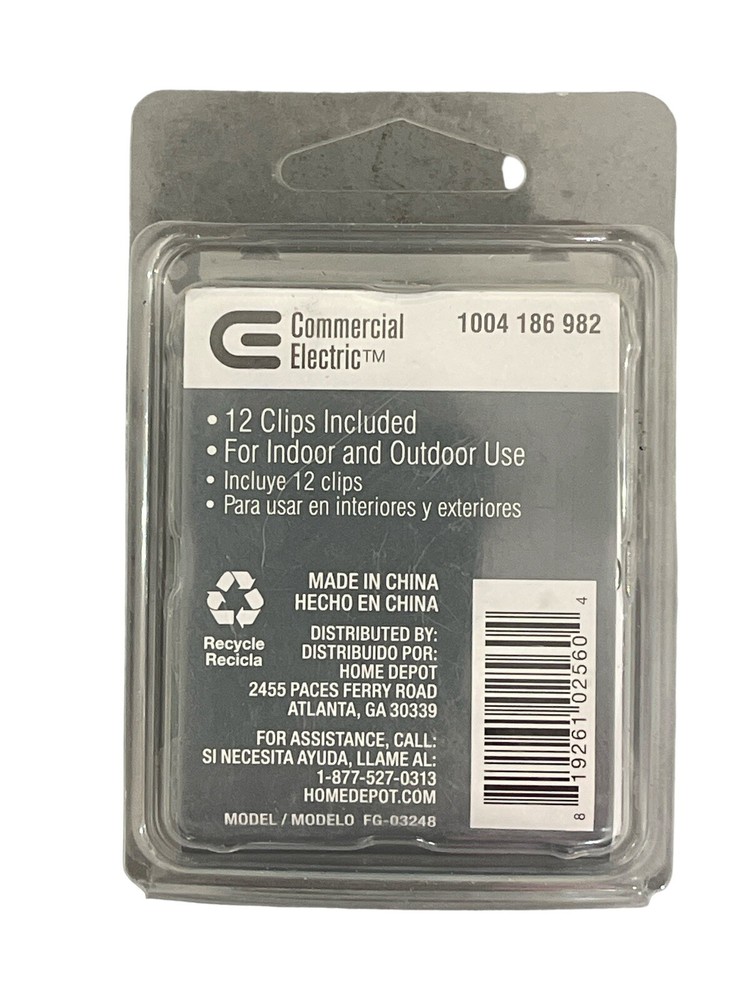 Commercial
Electric™
1004 186 982
• 12 Clips Included
• For Indoor and Outdoor Use
• Incluye 12 clips
• Para usar en interiores y exteriores
Recycle
Recicla
MADE IN CHINA
HECHO EN CHINA
DISTRIBUTED BY:
DISTRIBUIDO POR:
HOME DEPOT
2455 PACES FERRY ROAD
ATLANTA, GA 30339
FOR ASSISTANCE, CALL:
SI NECESITA AYUDA, LLAME AL:
1-877-527-0313
HOMEDEPOT.COM
MODEL / MODELO FG-03248
8 19261 02560 4